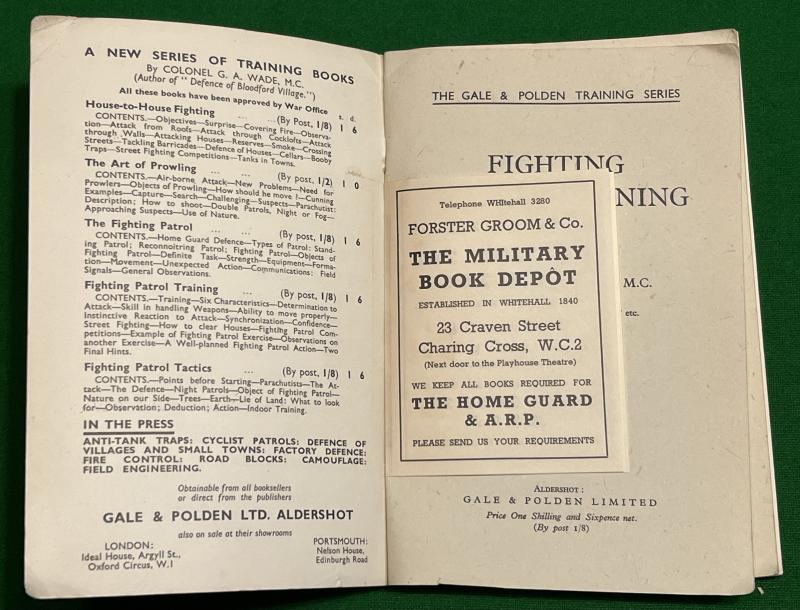 A NEW SERIES OF TRAINING BOOKS
By COLONEL G. A. WADE, M.C.
(Author of "Defence of Bloodford Village.")
All these books have been approved by War Office
s. d.
House-to-House Fighting ... ... (By Post, 1/8) 1 6
CONTENTS.—Objectives—Surprise—Covering Fire—Observa-
tion—Attack from Roofs—Attack through Cocklofts—Attack
through Walls—Attacking Houses—Reserves—Smoke—Crossing
Streets—Tackling Barricades—Defence of Houses—Cellars—Booby
Traps—Street Fighting Competitions—Tanks in Towns.
The Art of Prowling ... ... (By post, 1/2) 1 0
CONTENTS.—Air-borne Attack—New Problems—Need for
Prowlers—Objects of Prowling—How should he move!—Cunning
Examples—Capture—Search—Challenging—Suspects—Parachutist:
Description; How to shoot—Double Patrols, Night or Fog—
Approaching Suspects—Use of Nature.
The Fighting Patrol ... ... (By post, 1/8) 1 6
CONTENTS.—Home Guard Defence—Types of Patrol: Stand-
ing Patrol; Reconnoitring Patrol; Fighting Patrol—Objects of
Fighting Patrol—Definite Task—Strength—Equipment—Forma-
tion—Movement—Unexpected Action—Communications: Field
Signals—General Observations.
Fighting Patrol Training ... (By post, 1/8) 1 6
CONTENTS.—Training—Six Characteristics—Determination to
Attack—Skill in handling Weapons—Ability to move properly—
Instinctive Reaction to Attack—Synchronization—Confidence—
Street Fighting—How to clear Houses—Fighting Patrol Com-
petitions—Example of Fighting Patrol Exercise—Observations on
another Exercise—A Well-planned Fighting Patrol Action—Two
Final Hints.
Fighting Patrol Tactics ... (By post, 1/8) 1 6
CONTENTS.—Points before Starting—Parachutists—The At-
tack—The Defence—Night Patrols—Object of Fighting Patrol—
Nature on our Side—Trees—Earth—Lie of Land: What to look
for—Observation; Deduction; Action—Indoor Training.
IN THE PRESS
ANTI-TANK TRAPS: CYCLIST PATROLS: DEFENCE OF
VILLAGES AND SMALL TOWNS: FACTORY DEFENCE:
FIRE CONTROL: ROAD BLOCKS: CAMOUFLAGE:
FIELD ENGINEERING.
Obtainable from all booksellers
or direct from the publishers
GALE & POLDEN LTD. ALDERSHOT
also on sale at their showrooms
LONDON:
Ideal House, Argyll St.,
Oxford Circus, W.1
PORTSMOUTH:
Nelson House,
Edinburgh Road
THE GALE & POLDEN TRAINING SERIES
FIGHTING
NING
M.C.
etc.
Telephone WHItehall 3280
FORSTER GROOM & Co.
THE MILITARY
BOOK DEPÔT
ESTABLISHED IN WHITEHALL 1840
23 Craven Street
Charing Cross, W.C.2
(Next door to the Playhouse Theatre)
WE KEEP ALL BOOKS REQUIRED FOR
THE HOME GUARD
& A.R.P.
PLEASE SEND US YOUR REQUIREMENTS
ALDERSHOT:
GALE & POLDEN LIMITED
Price One Shilling and Sixpence net.
(By post 1/8)